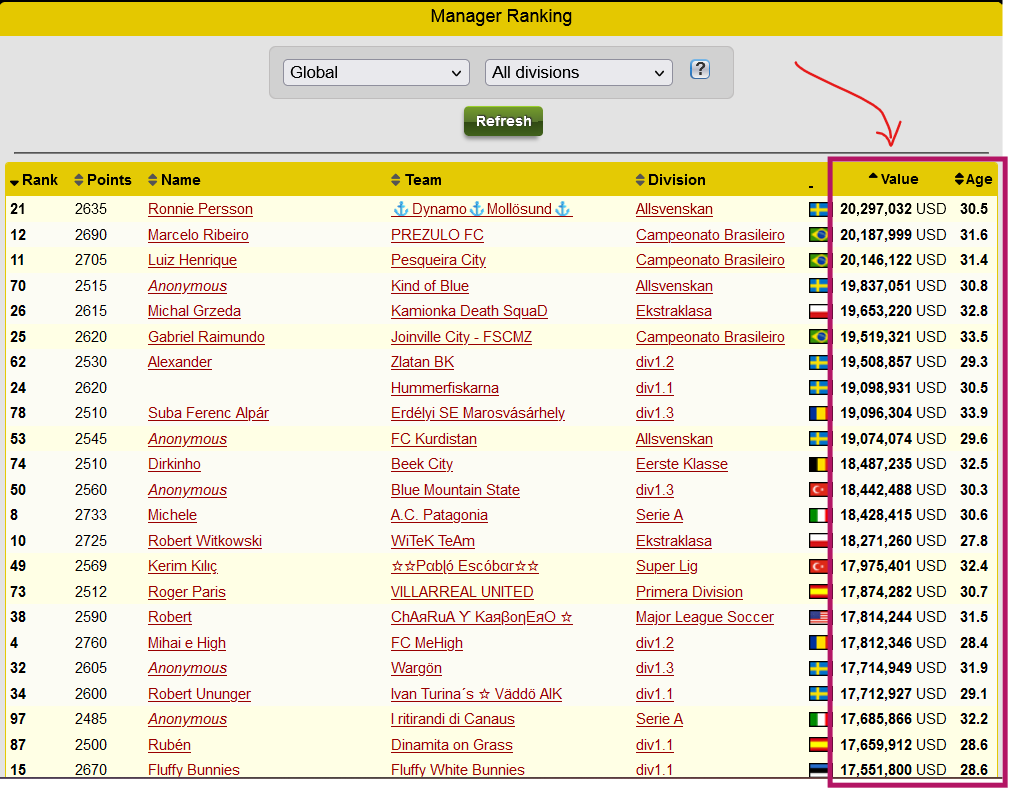 Manager Ranking
Global All divisions ?
Refresh
Rank Points Name Team Division - Value Age
21 2635 Ronnie Persson ⚓Dynamo⚓Mollösund⚓ Allsvenskan 20,297,032 USD 30.5
12 2690 Marcelo Ribeiro PREZULO FC Campeonato Brasileiro 20,187,999 USD 31.6
11 2705 Luiz Henrique Pesqueira City Campeonato Brasileiro 20,146,122 USD 31.4
70 2515 Anonymous Kind of Blue Allsvenskan 19,837,051 USD 30.8
26 2615 Michal Grzeda Kamionka Death SquaD Ekstraklasa 19,653,220 USD 32.8
25 2620 Gabriel Raimundo Joinville City - FSCMZ Campeonato Brasileiro 19,519,321 USD 33.5
62 2530 Alexander Zlatan BK div1.2 19,508,857 USD 29.3
24 2620 Hummerfiskarna div1.1 19,098,931 USD 30.5
78 2510 Suba Ferenc Alpár Erdélyi SE Marosvásárhely div1.3 19,096,304 USD 33.9
53 2545 Anonymous FC Kurdistan Allsvenskan 19,074,074 USD 29.6
74 2510 Dirkinho Beek City Eerste Klasse 18,487,235 USD 32.5
50 2560 Anonymous Blue Mountain State div1.3 18,442,488 USD 30.3
8 2733 Michele A.C. Patagonia Serie A 18,428,415 USD 30.6
10 2725 Robert Witkowski WiTeK TeAm Ekstraklasa 18,271,260 USD 27.8
49 2569 Kerim Kılıç ☆☆Pαbļó Escóbαr☆☆ Super Lig 17,975,401 USD 32.4
73 2512 Roger Paris VILLARREAL UNITED Primera Division 17,874,282 USD 30.7
38 2590 Robert ChAяRuA Ƴ KaяβoηEяO ☆ Major League Soccer 17,814,244 USD 31.5
4 2760 Mihai e High FC MeHigh div1.2 17,812,346 USD 28.4
32 2605 Anonymous Wargön div1.3 17,714,949 USD 31.9
34 2600 Robert Ununger Ivan Turina´s ☆ Väddö AIK div1.1 17,712,927 USD 29.1
97 2485 Anonymous I ritirandi di Canaus Serie A 17,685,866 USD 32.2
87 2500 Rubén Dinamita on Grass div1.1 17,659,912 USD 28.6
15 2670 Fluffy Bunnies Fluffy White Bunnies div1.1 17,551,800 USD 28.6